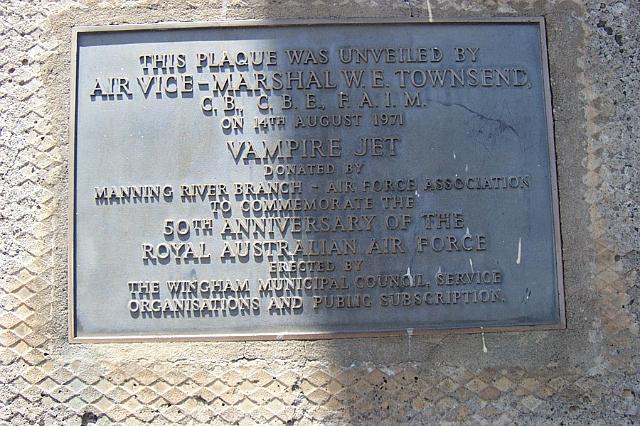 THIS PLAQUE WAS UNVEILED BY
AIR VICE-MARSHAL W.E. TOWNSEND,
C.B., C.B.E., F.A.I.M.
ON 14TH AUGUST 1971
VAMPIRE JET
DONATED BY
MANNING RIVER BRANCH - AIR FORCE ASSOCIATION
TO COMMEMORATE THE
50TH ANNIVERSARY OF THE
ROYAL AUSTRALIAN AIR FORCE
ERECTED BY
THE WINGHAM MUNICIPAL COUNCIL, SERVICE
ORGANISATIONS AND PUBLIC SUBSCRIPTION.